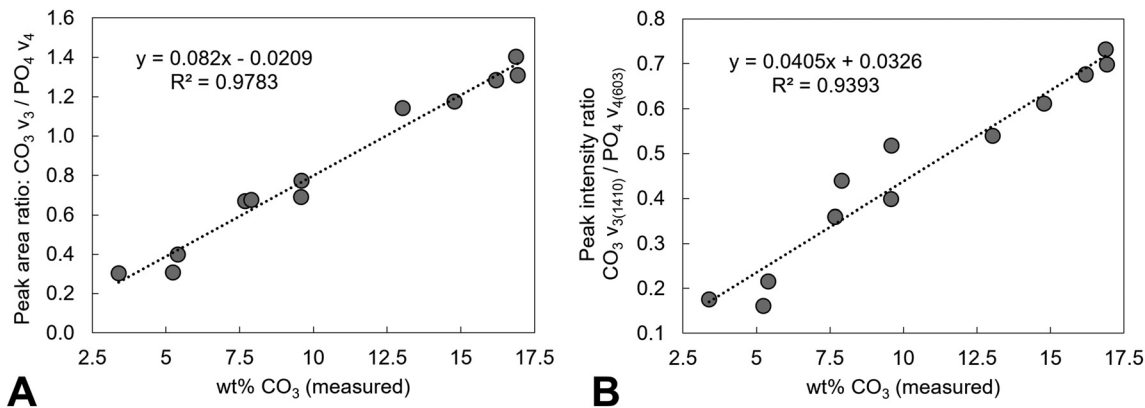 1.6
1.4
1.2
1.0
0.8
0.6
0.4
0.2
0.0
Peak area ratio: CO₃ v₃ / PO₄ v₄
y = 0.082x - 0.0209
R² = 0.9783
2.5 5 7.5 10 12.5 15 17.5
wt% CO₃ (measured)
A
0.8
0.7
0.6
0.5
0.4
0.3
0.2
0.1
Peak intensity ratio
CO₃ v₃₍₁₄₁₀₎ / PO₄ v₄₍₆₀₃₎
y = 0.0405x + 0.0326
R² = 0.9393
2.5 5 7.5 10 12.5 15 17.5
wt% CO₃ (measured)
B